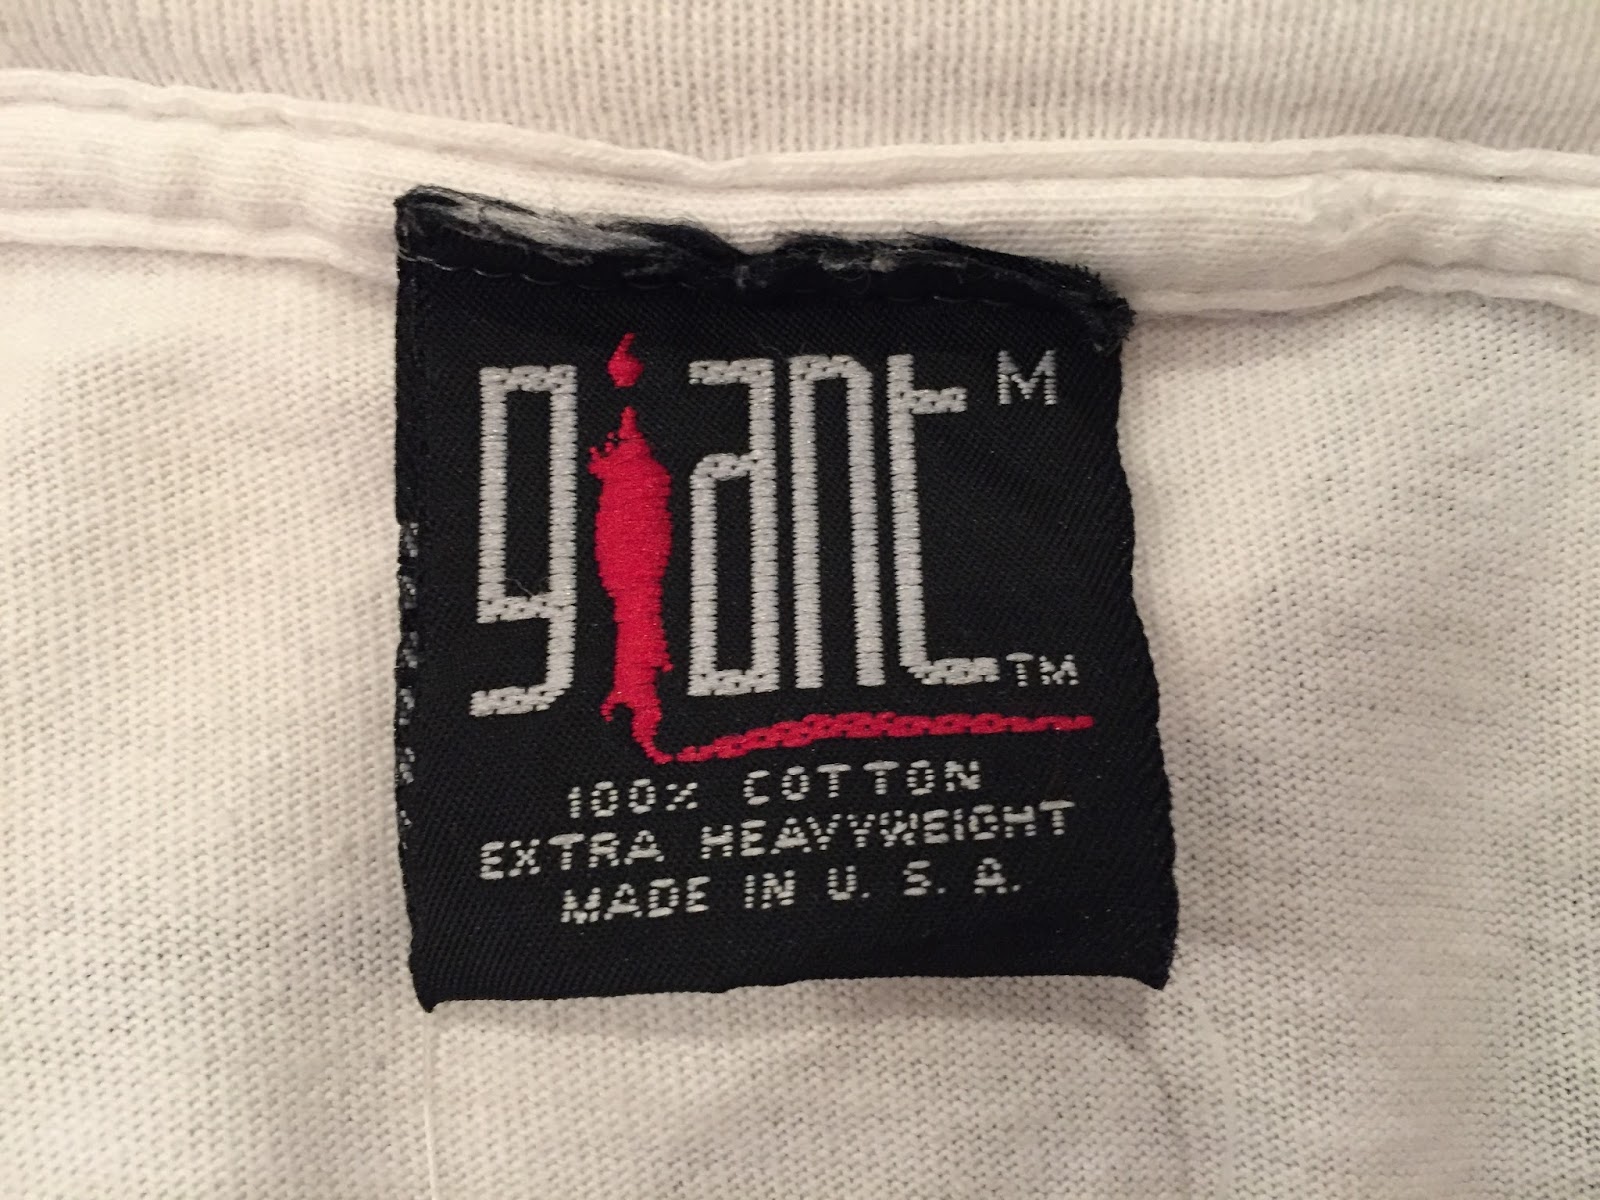 giant M
TM
100% COTTON
EXTRA HEAVYWEIGHT
MADE IN U. S. A.